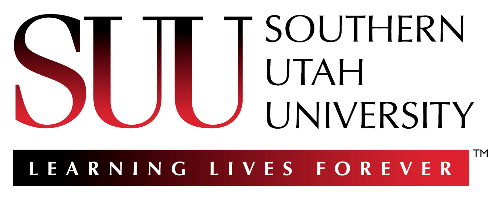 SUU
SOUTHERN
UTAH
UNIVERSITY
LEARNING LIVES FOREVER ™